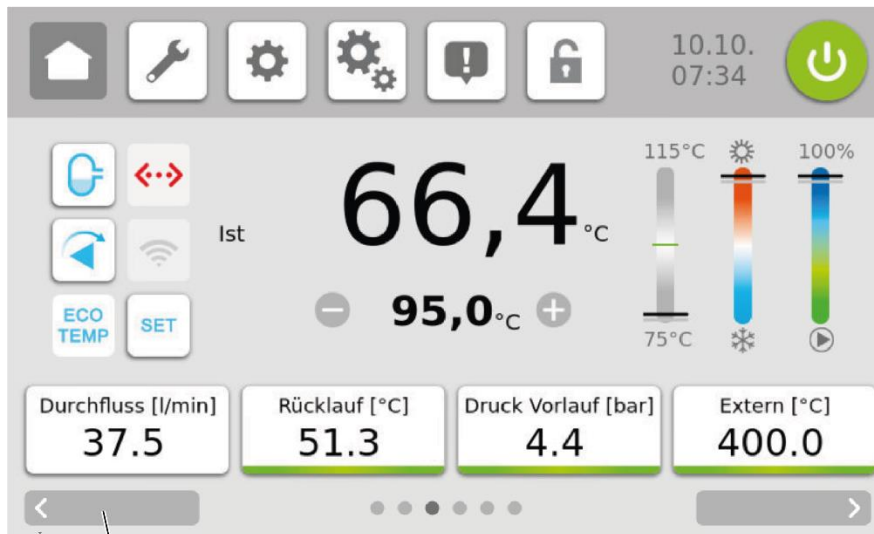 10.10.
07:34
115°C
100%
Ist
66,4 °C
ECO
TEMP
SET
95,0 °C
75°C
Durchfluss [l/min]
37.5
Rücklauf [°C]
51.3
Druck Vorlauf [bar]
4.4
Extern [°C]
400.0